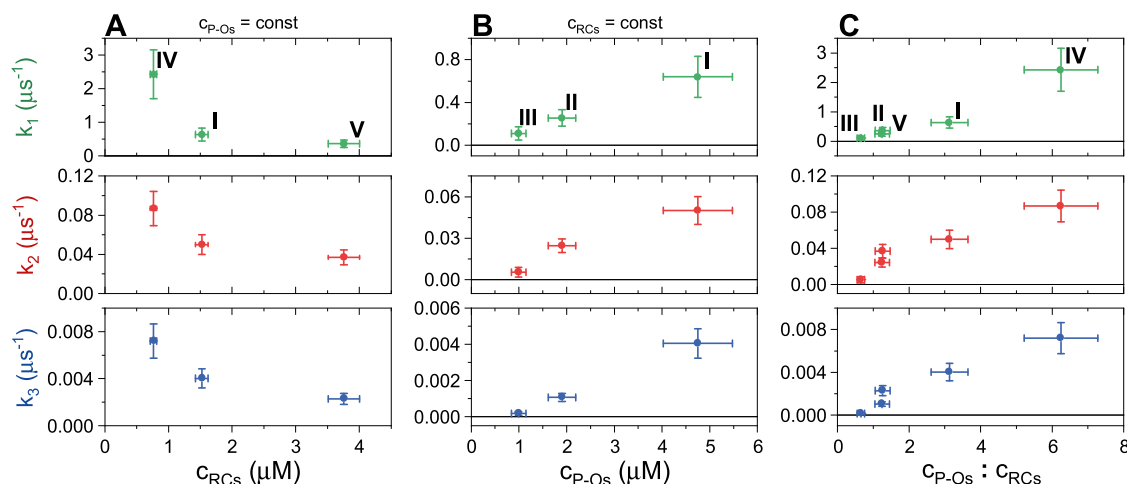 A
c_P-Os = const
k₁ (μs⁻¹)
3
2
1
0
IV
I
V
k₂ (μs⁻¹)
0.12
0.08
0.04
0.00
k₃ (μs⁻¹)
0.008
0.004
0.000
0 1 2 3 4
c_RCs (μM)
B
c_RCs = const
0.8
0.4
0.0
III
II
I
0.06
0.03
0.00
0.006
0.004
0.002
0.000
0 1 2 3 4 5 6
c_P-Os (μM)
C
3
2
1
0
III
II
V
I
IV
0.12
0.08
0.04
0.00
0.008
0.004
0.000
0 2 4 6 8
c_P-Os : c_RCs